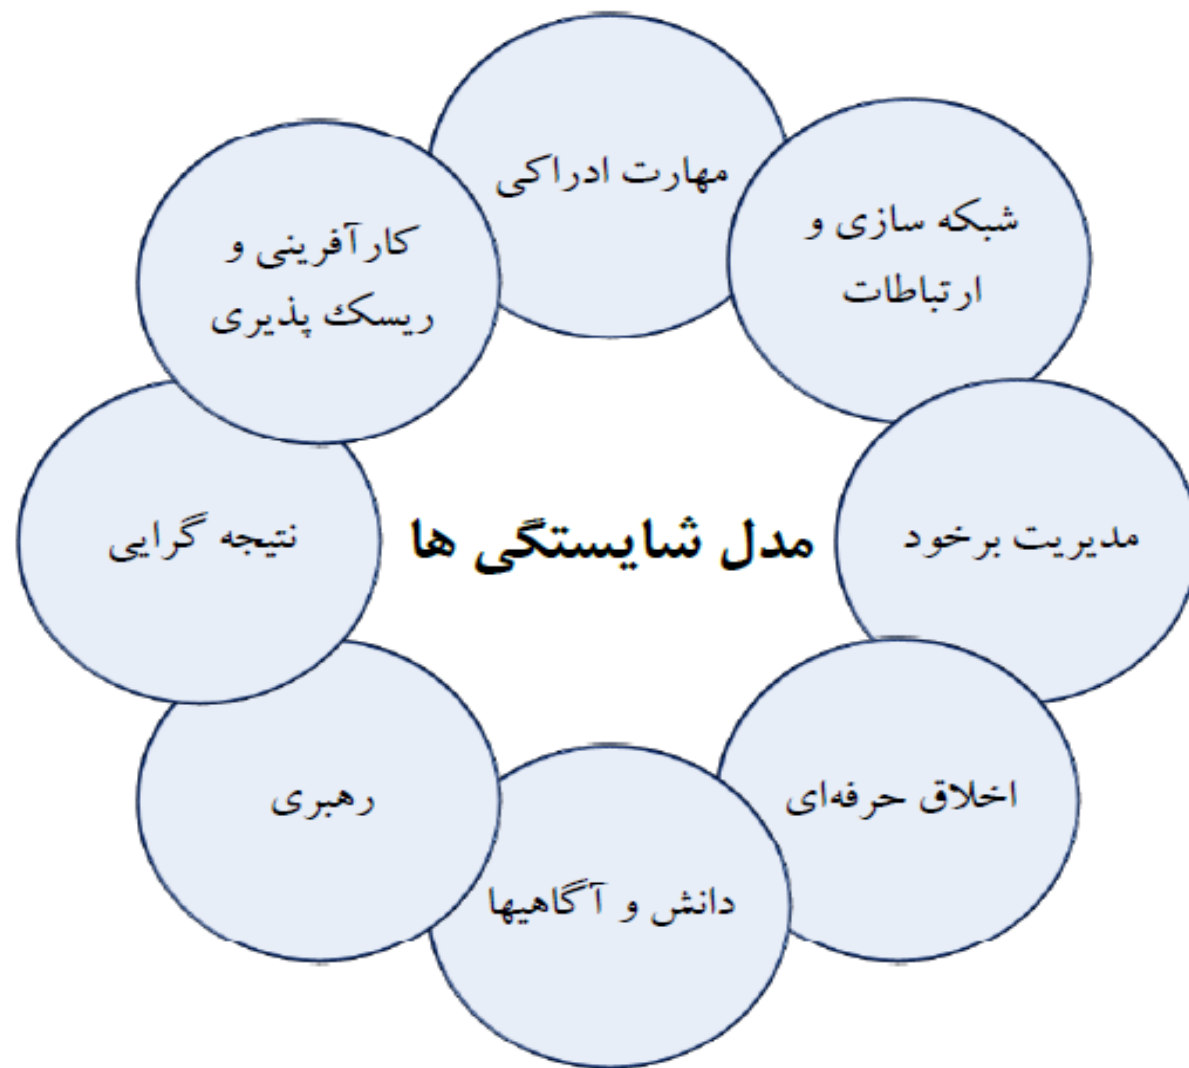 مهارت ادراکی
شبکه سازی و
ارتباطات
کارآفرینی و
ریسک پذیری
مدیریت برخود
مدل شایستگی ها
نتیجه گرایی
اخلاق حرفه‌ای
رهبری
دانش و آگاهیها